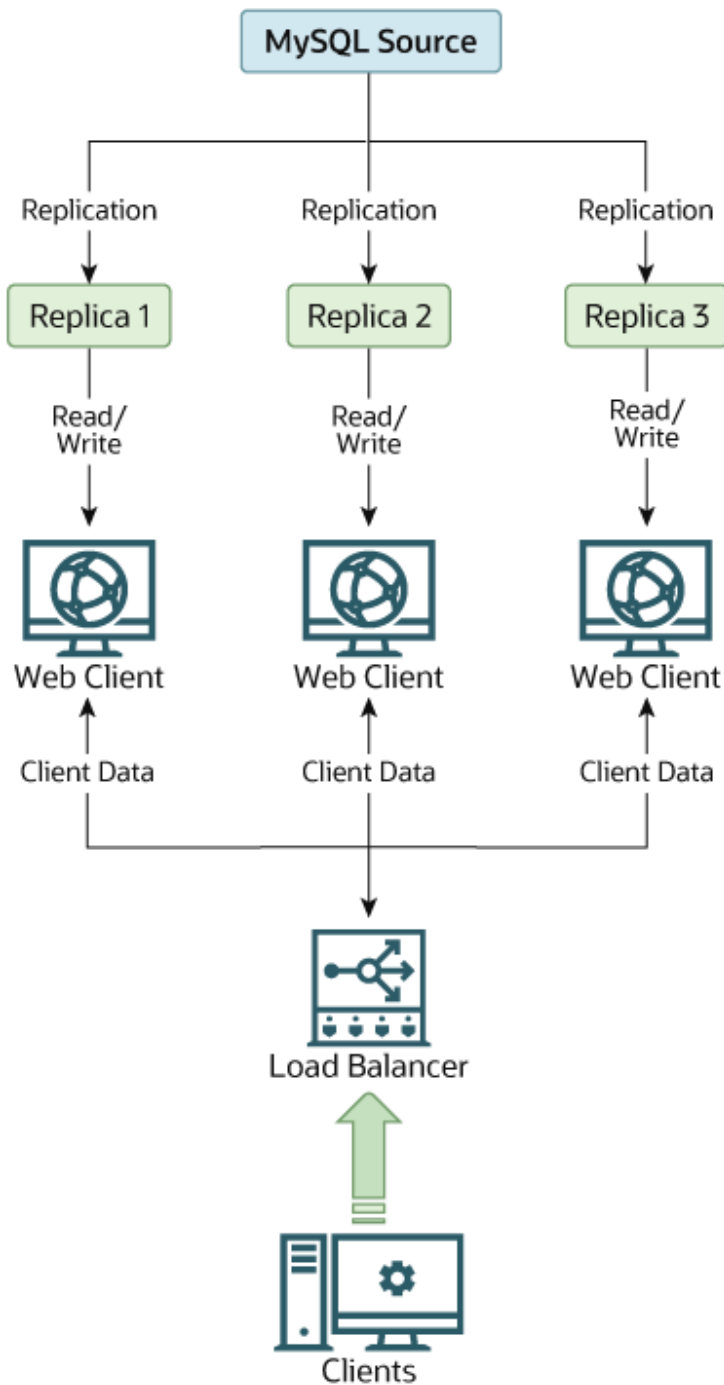 MySQL Source
Replication
Replication
Replication
Replica 1
Replica 2
Replica 3
Read/
Write
Read/
Write
Read/
Write
Web Client
Web Client
Web Client
Client Data
Client Data
Client Data
Load Balancer
Clients